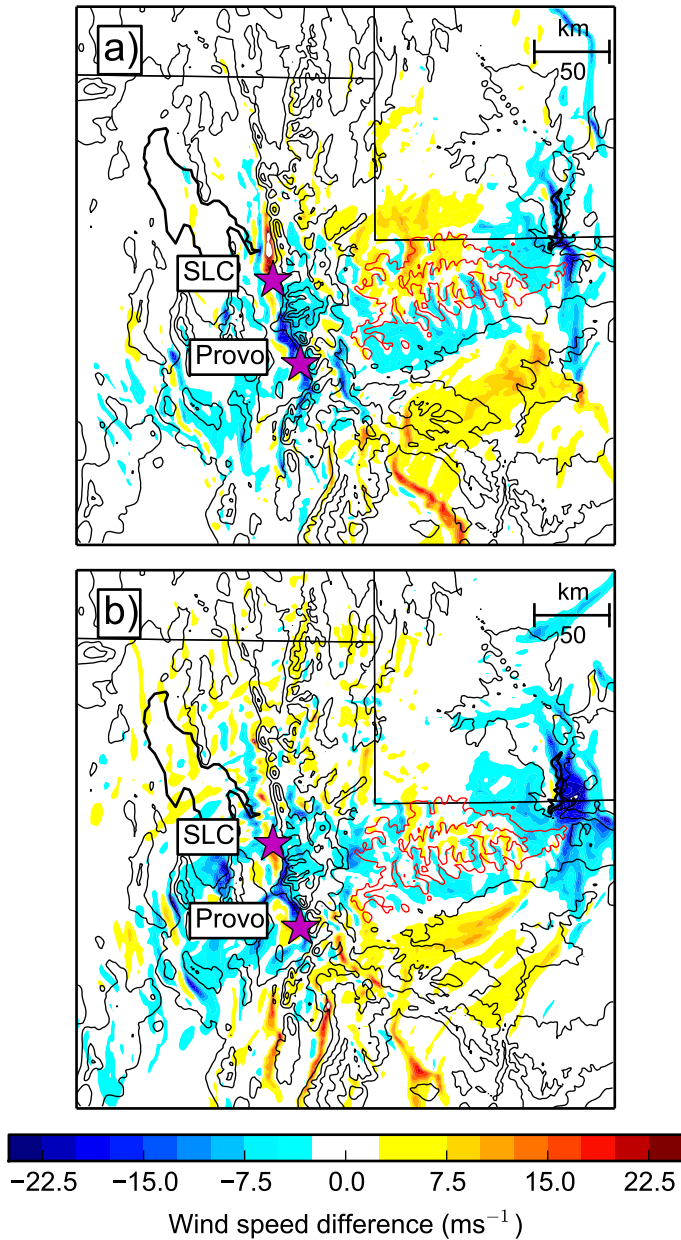 a)
km
50
SLC
Provo
b)
km
50
SLC
Provo
−22.5 −15.0 −7.5 0.0 7.5 15.0 22.5
Wind speed difference (ms⁻¹)